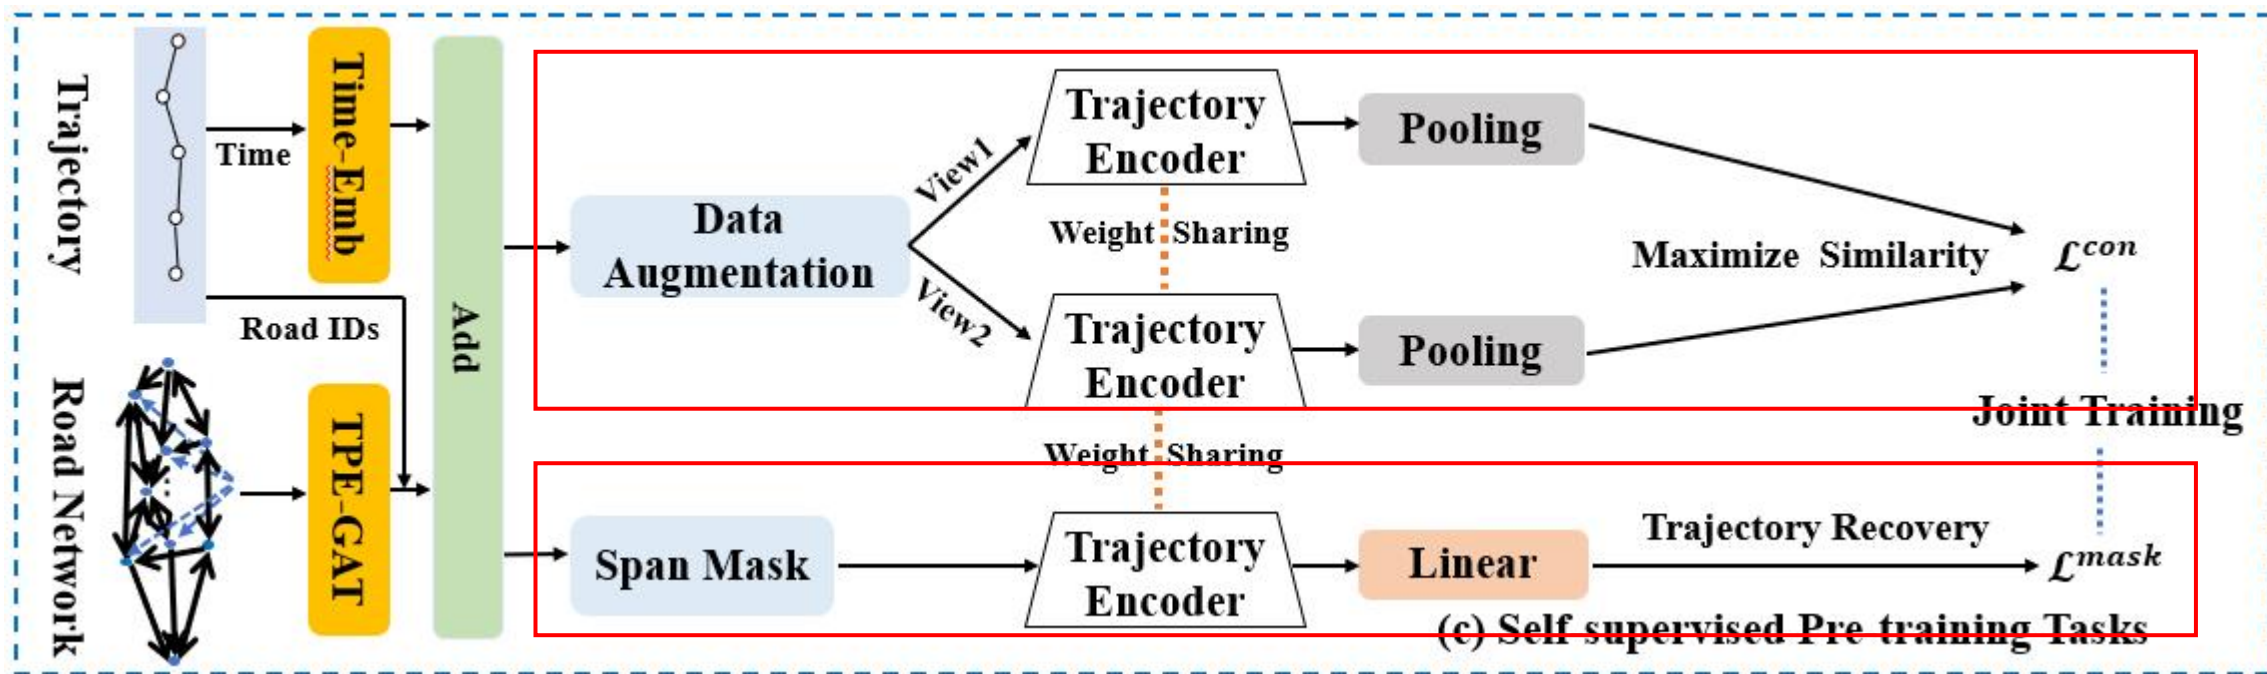 Trajectory
Time
Time-Emb
Road IDs
Road Network
TPE-GAT
Add
Data
Augmentation
View1
View2
Trajectory
Encoder
Pooling
Weight Sharing
Trajectory
Encoder
Pooling
Maximize Similarity
ℒᶜᵒⁿ
Joint Training
Weight Sharing
Span Mask
Trajectory
Encoder
Linear
Trajectory Recovery
ℒᵐᵃˢᵏ
(c) Self-supervised Pre-training Tasks